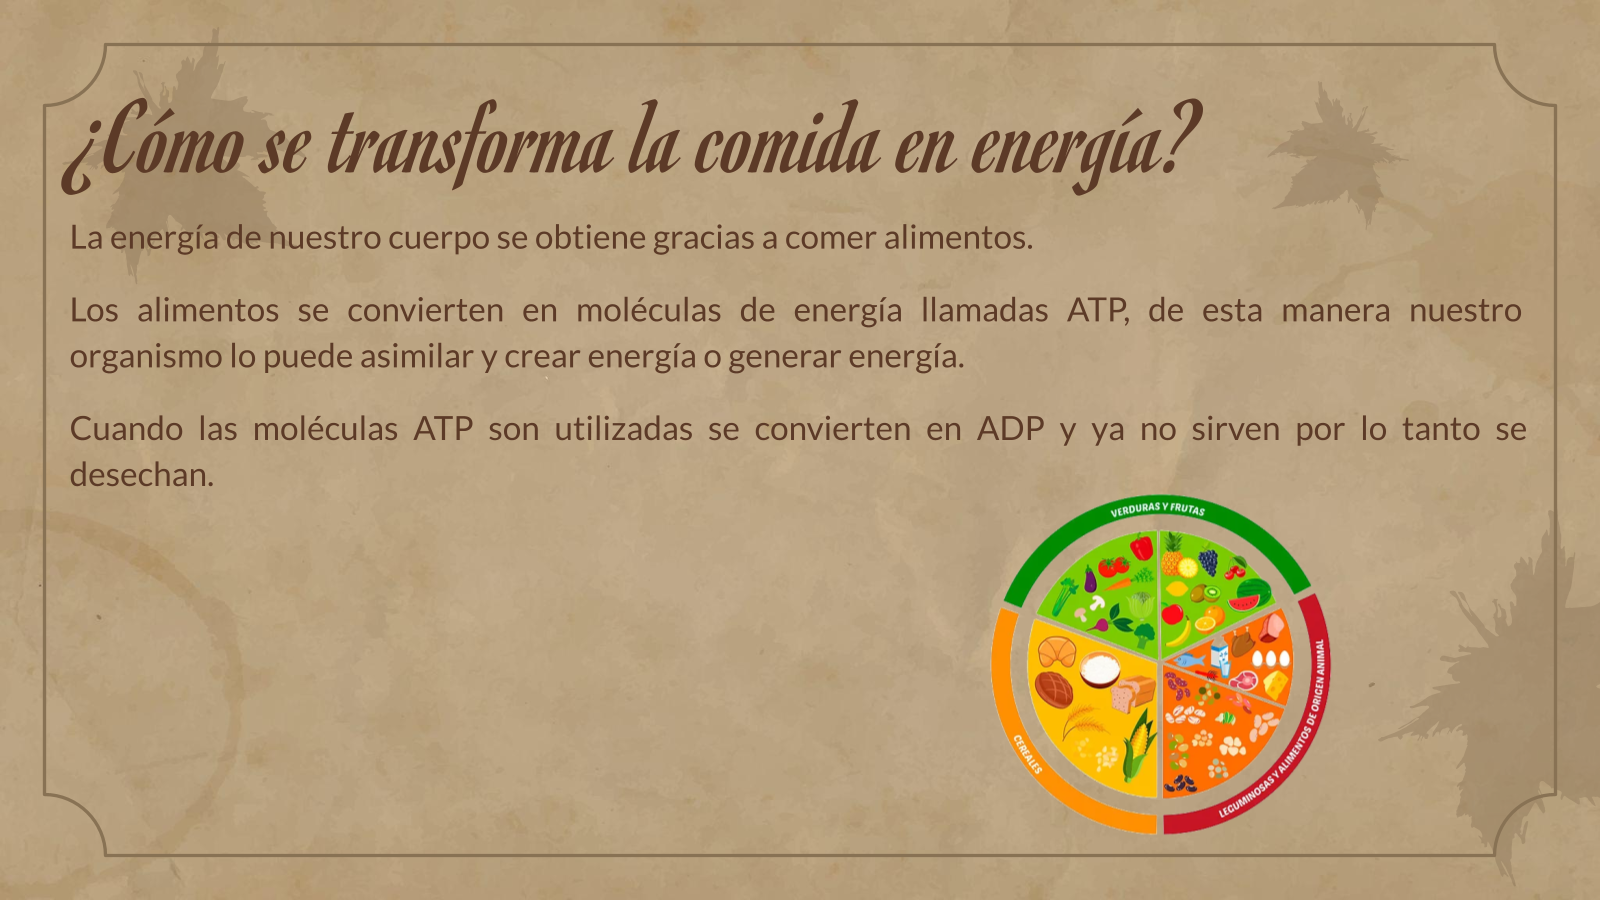 ¿Cómo se transforma la comida en energía?
La energía de nuestro cuerpo se obtiene gracias a comer alimentos.
Los alimentos se convierten en moléculas de energía llamadas ATP, de esta manera nuestro
organismo lo puede asimilar y crear energía o generar energía.
Cuando las moléculas ATP son utilizadas se convierten en ADP y ya no sirven por lo tanto se
desechan.
VERDURAS Y FRUTAS
CEREALES
LEGUMINOSAS Y ALIMENTOS DE ORIGEN ANIMAL